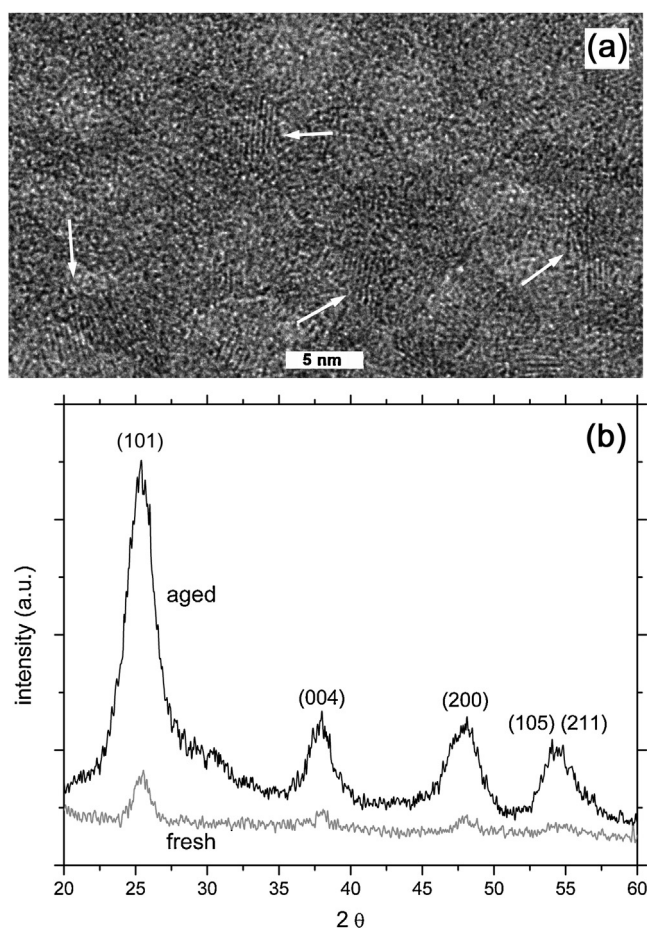 (a)
5 nm
(b)
(101)
aged
(004)
(200)
(105) (211)
fresh
intensity (a.u.)
20 25 30 35 40 45 50 55 60
2 θ